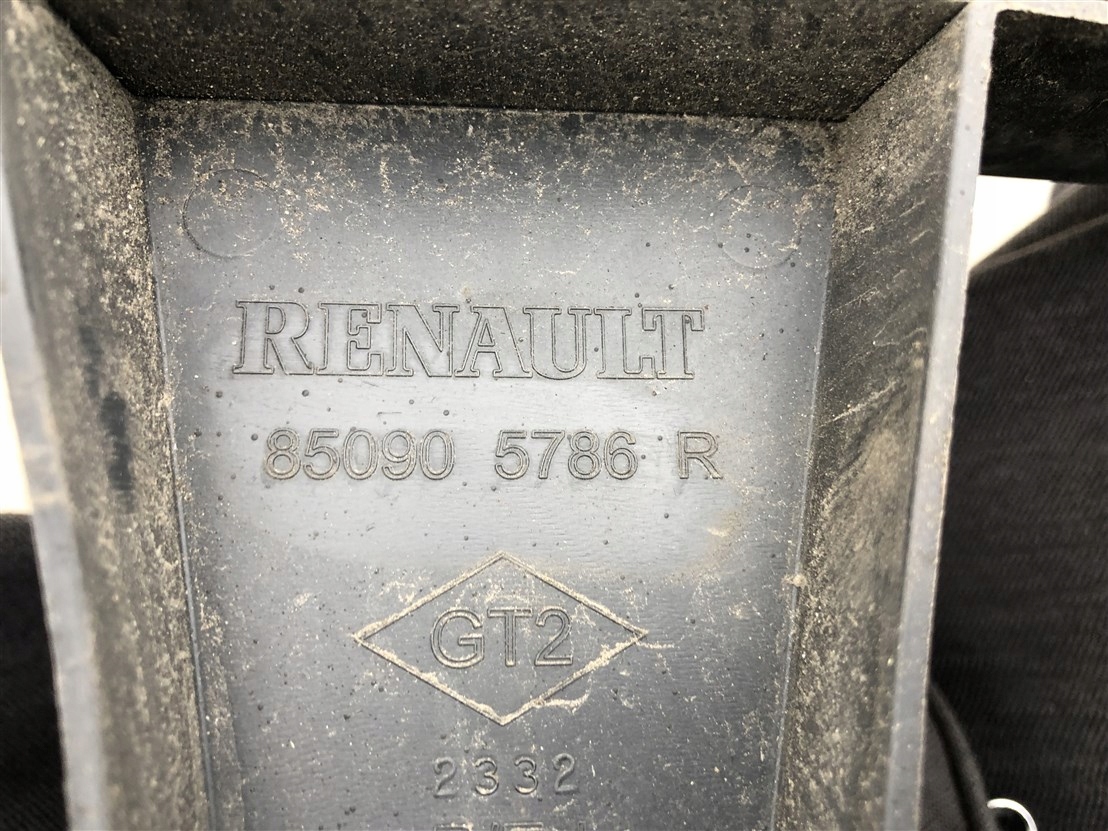 RENAULT
85090 5786 R
GT2
2332